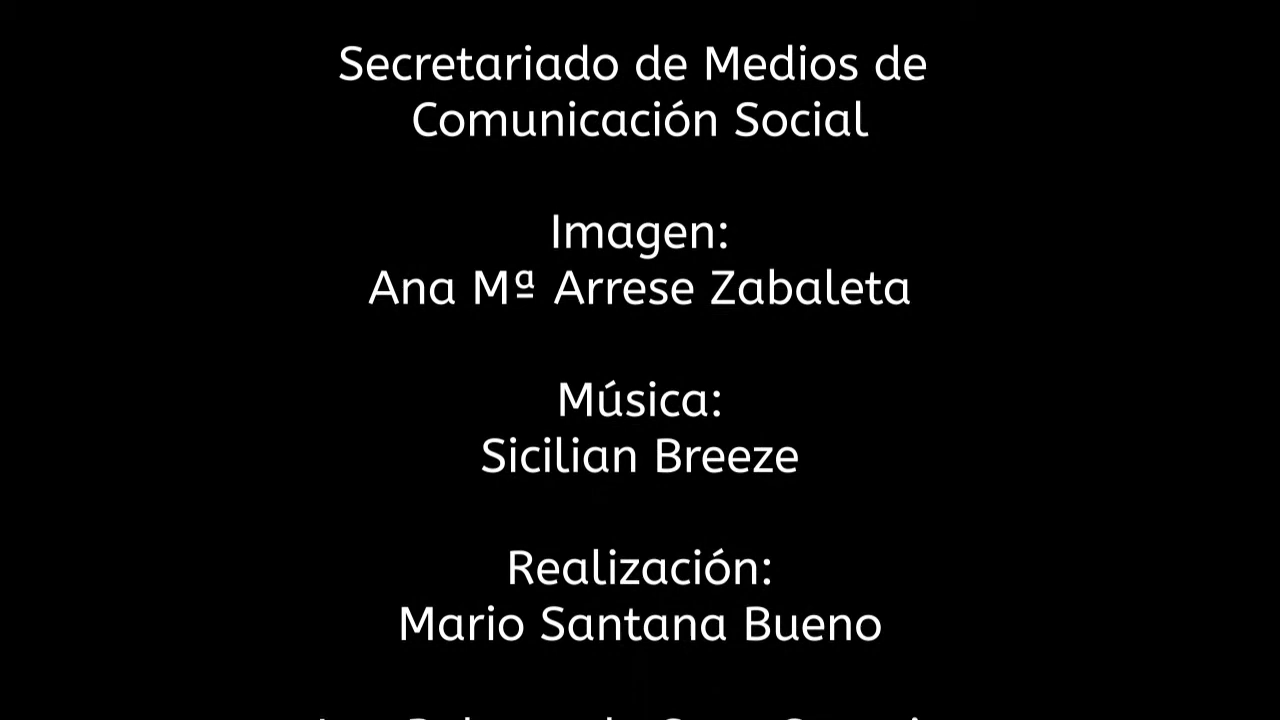 Secretariado de Medios de
Comunicación Social
Imagen:
Ana Mª Arrese Zabaleta
Música:
Sicilian Breeze
Realización:
Mario Santana Bueno